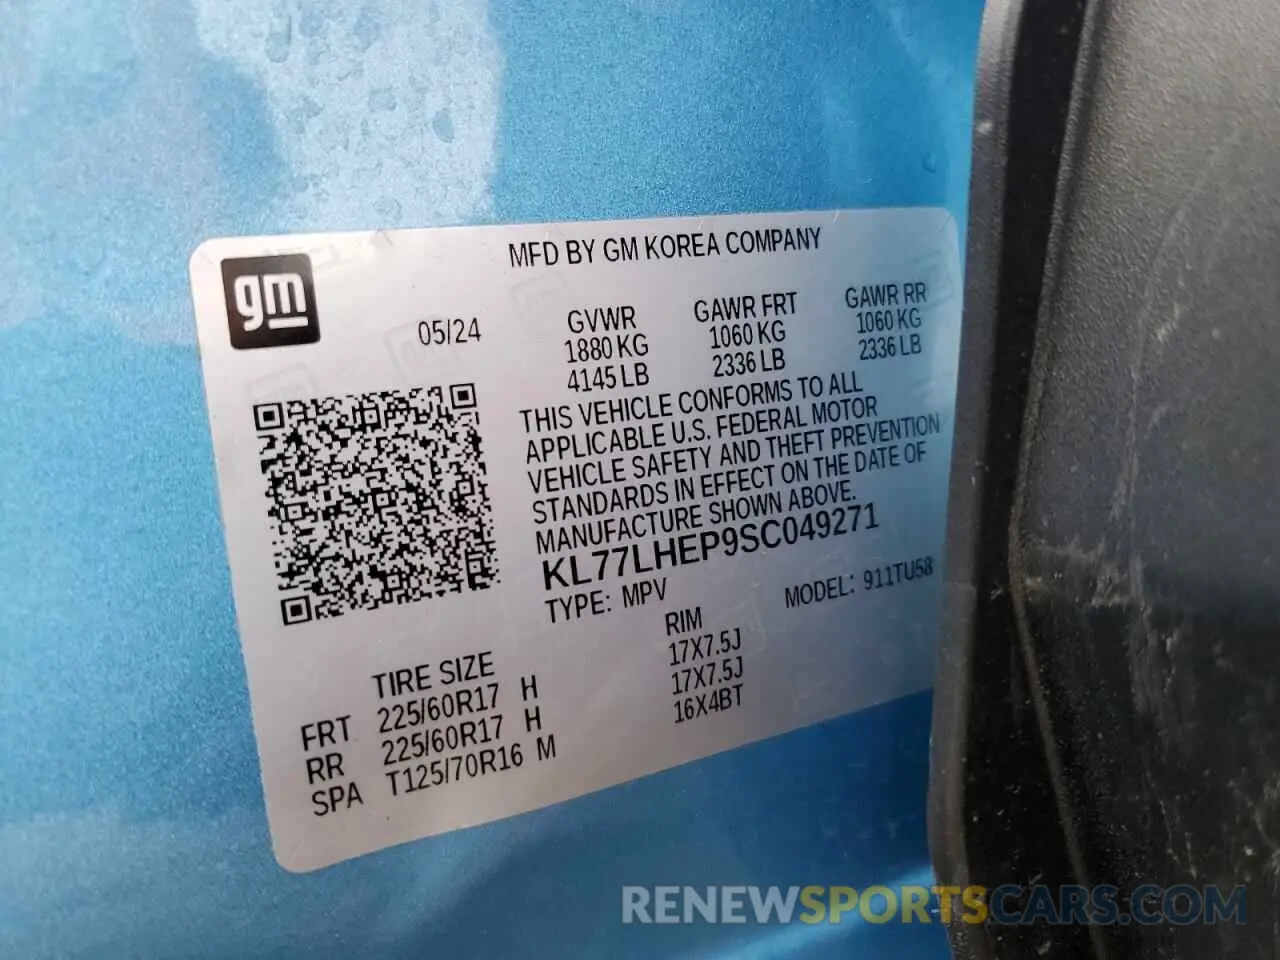 MFD BY GM KOREA COMPANY
gm
05/24
GVWR GAWR FRT GAWR RR
1880 KG 1060 KG 1060 KG
4145 LB 2336 LB 2336 LB
THIS VEHICLE CONFORMS TO ALL
APPLICABLE U.S. FEDERAL MOTOR
VEHICLE SAFETY AND THEFT PREVENTION
STANDARDS IN EFFECT ON THE DATE OF
MANUFACTURE SHOWN ABOVE.
KL77LHEP9SC049271
TYPE: MPV MODEL: 911TU58
TIRE SIZE RIM
FRT 225/60R17 H 17X7.5J
RR 225/60R17 H 17X7.5J
SPA T125/70R16 M 16X4BT
RENEWSPORTSCARS.COM